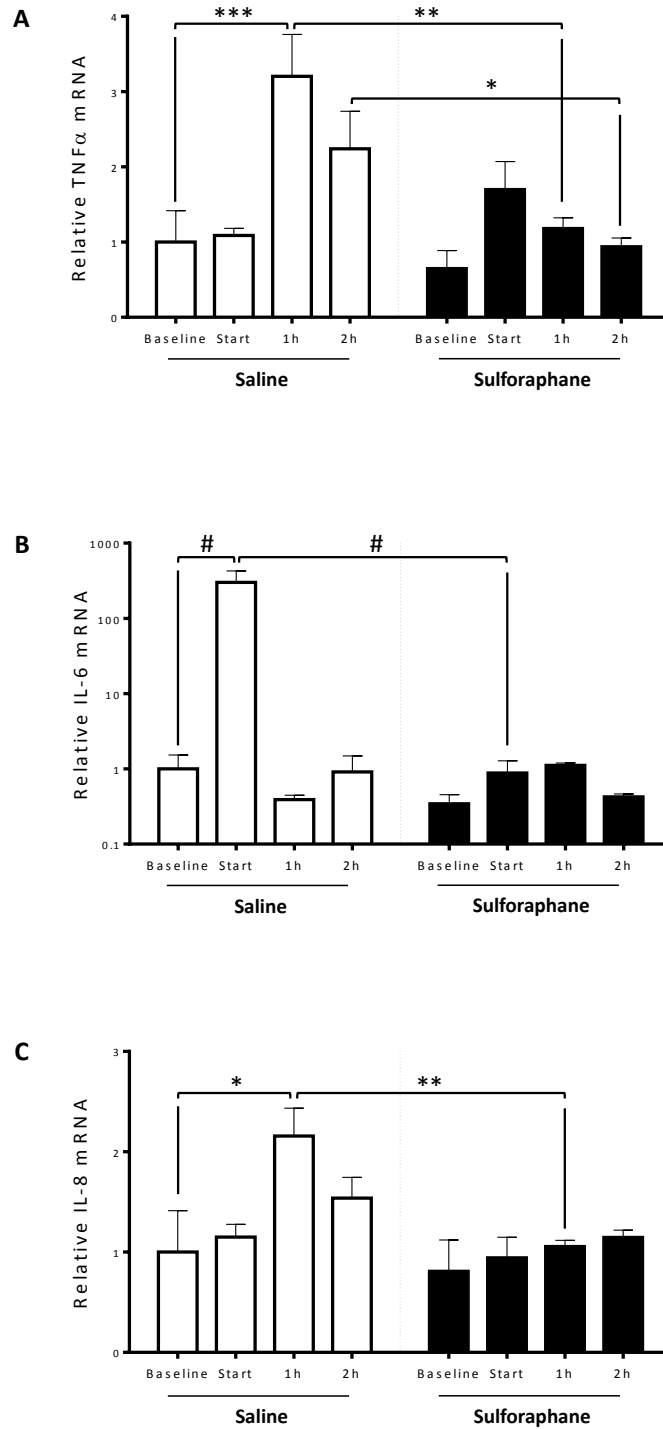 A
Relative TNFα mRNA
4
3
2
1
0
***
**
*
Baseline Start 1h 2h Baseline Start 1h 2h
Saline Sulforaphane
B
Relative IL-6 mRNA
1000
100
10
1
0.1
# #
Baseline Start 1h 2h Baseline Start 1h 2h
Saline Sulforaphane
C
Relative IL-8 mRNA
3
2
1
0
* **
Baseline Start 1h 2h Baseline Start 1h 2h
Saline Sulforaphane